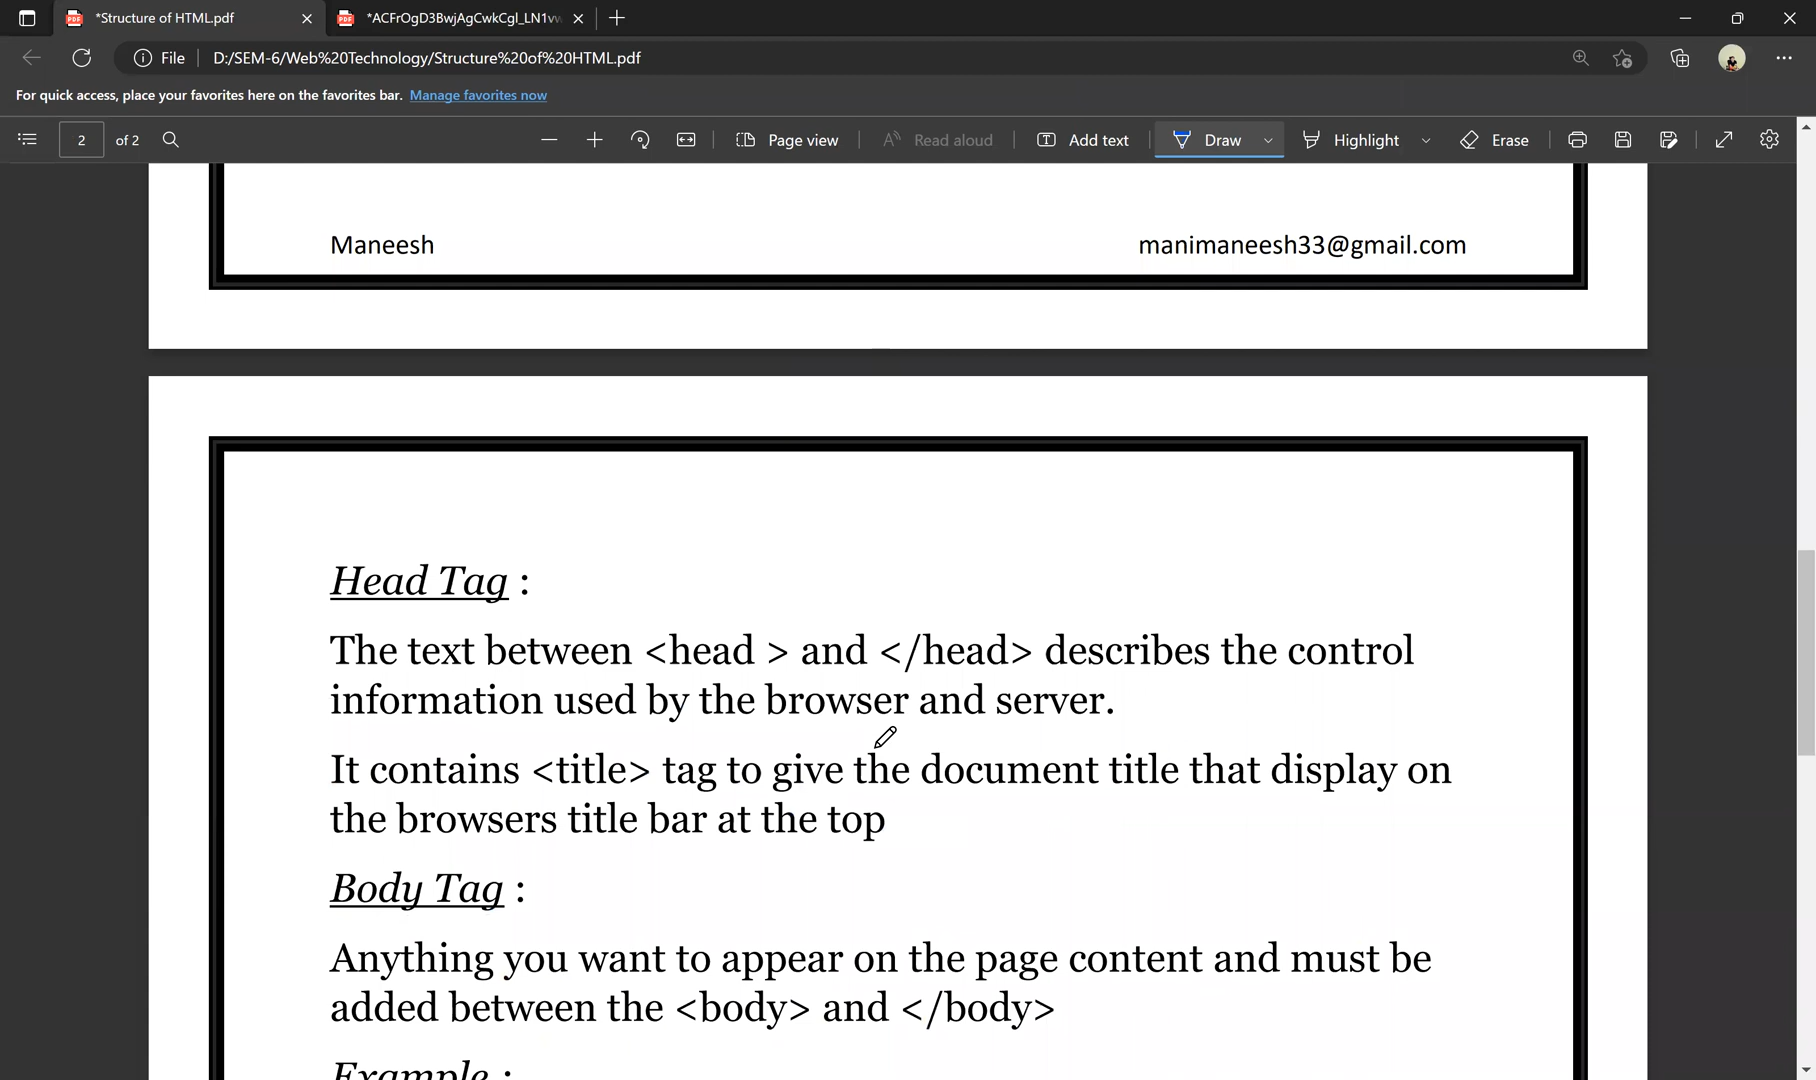 *Structure of HTML.pdf
*ACFrOgD3BwjAgCwkCgl_LN1vw
File
D:/SEM-6/Web%20Technology/Structure%20of%20HTML.pdf
For quick access, place your favorites here on the favorites bar. Manage favorites now
2 of 2
Page view
Read aloud
Add text
Draw
Highlight
Erase
Maneesh
manimaneesh33@gmail.com
Head Tag :
The text between <head > and </head> describes the control
information used by the browser and server.
It contains <title> tag to give the document title that display on
the browsers title bar at the top
Body Tag :
Anything you want to appear on the page content and must be
added between the <body> and </body>
Example :